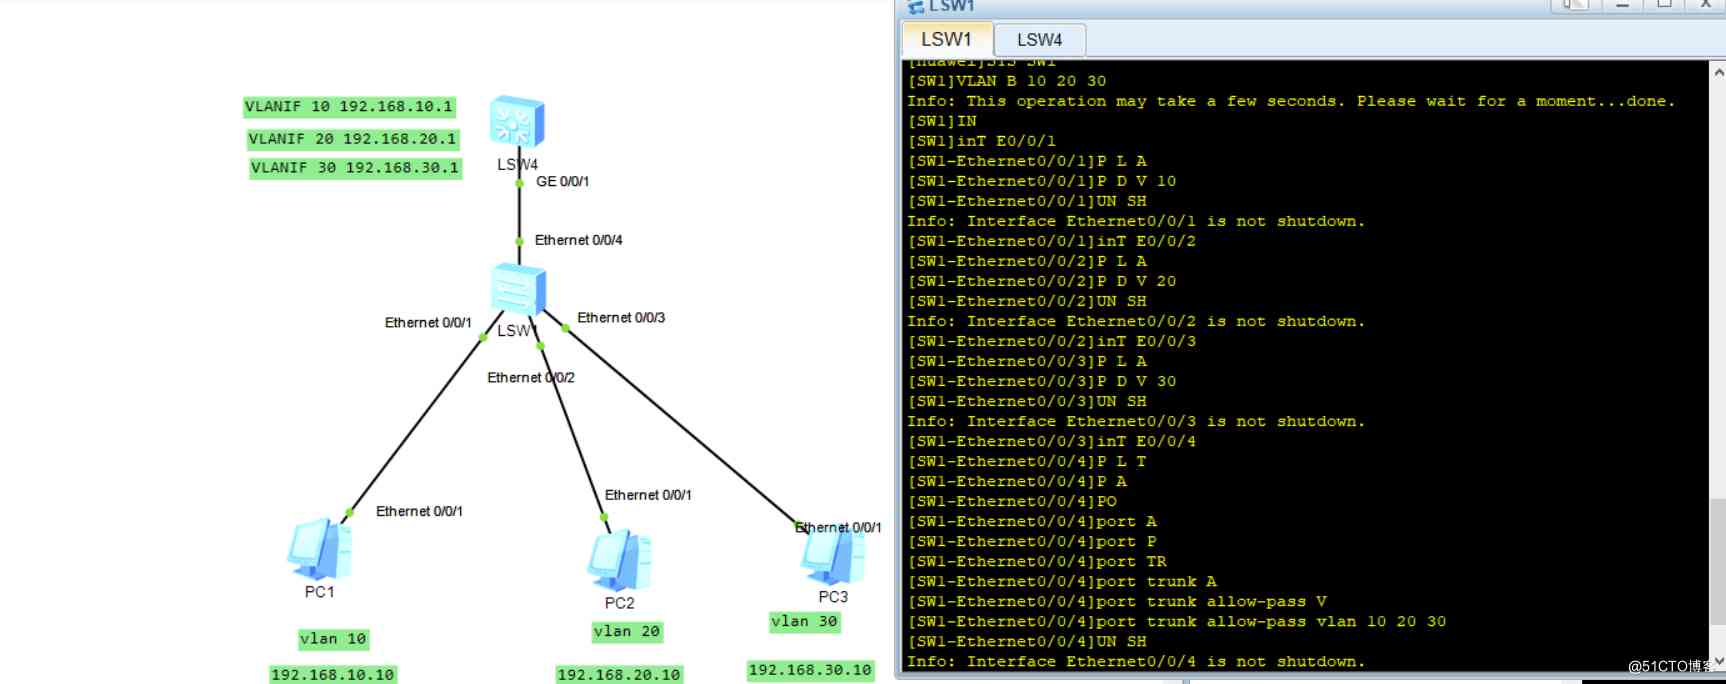 VLANIF 10 192.168.10.1
VLANIF 20 192.168.20.1
VLANIF 30 192.168.30.1
LSW4
GE 0/0/1
Ethernet 0/0/4
Ethernet 0/0/1
Ethernet 0/0/3
LSW1
Ethernet 0/0/2
Ethernet 0/0/1
Ethernet 0/0/1
Ethernet 0/0/1
PC1
PC2
PC3
vlan 10
vlan 20
vlan 30
192.168.10.10
192.168.20.10
192.168.30.10
LSW1
LSW1
LSW4
[Huawei]SYS SW1
[SW1]VLAN B 10 20 30
Info: This operation may take a few seconds. Please wait for a moment...done.
[SW1]IN
[SW1]inT E0/0/1
[SW1-Ethernet0/0/1]P L A
[SW1-Ethernet0/0/1]P D V 10
[SW1-Ethernet0/0/1]UN SH
Info: Interface Ethernet0/0/1 is not shutdown.
[SW1-Ethernet0/0/1]inT E0/0/2
[SW1-Ethernet0/0/2]P L A
[SW1-Ethernet0/0/2]P D V 20
[SW1-Ethernet0/0/2]UN SH
Info: Interface Ethernet0/0/2 is not shutdown.
[SW1-Ethernet0/0/2]inT E0/0/3
[SW1-Ethernet0/0/3]P L A
[SW1-Ethernet0/0/3]P D V 30
[SW1-Ethernet0/0/3]UN SH
Info: Interface Ethernet0/0/3 is not shutdown.
[SW1-Ethernet0/0/3]inT E0/0/4
[SW1-Ethernet0/0/4]P L T
[SW1-Ethernet0/0/4]P A
[SW1-Ethernet0/0/4]PO
[SW1-Ethernet0/0/4]port A
[SW1-Ethernet0/0/4]port P
[SW1-Ethernet0/0/4]port TR
[SW1-Ethernet0/0/4]port trunk A
[SW1-Ethernet0/0/4]port trunk allow-pass V
[SW1-Ethernet0/0/4]port trunk allow-pass vlan 10 20 30
[SW1-Ethernet0/0/4]UN SH
Info: Interface Ethernet0/0/4 is not shutdown.
@51CTO博客